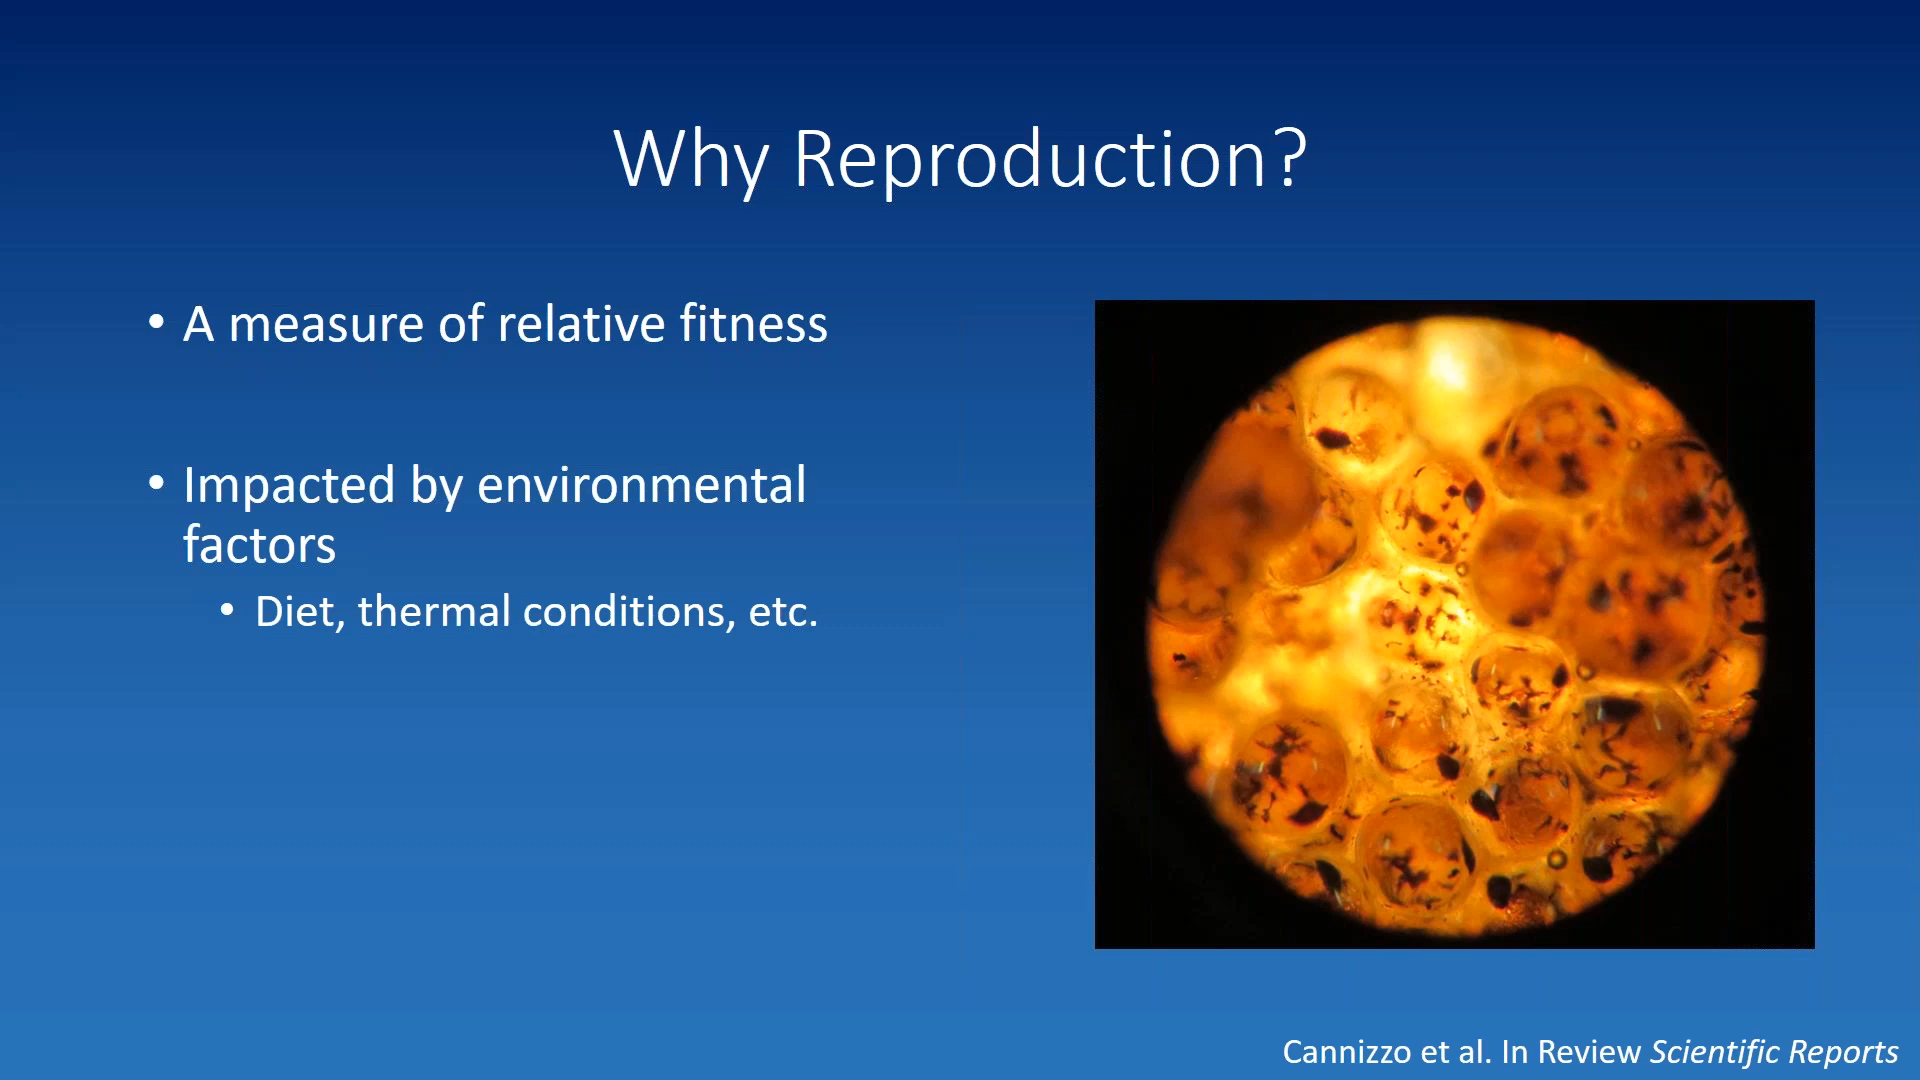 Why Reproduction?
• A measure of relative fitness
• Impacted by environmental
factors
• Diet, thermal conditions, etc.
Cannizzo et al. In Review Scientific Reports